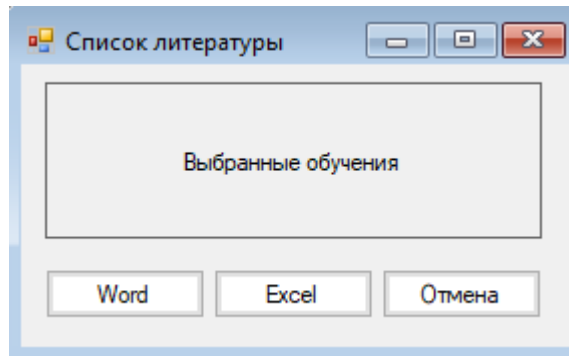 Список литературы
Выбранные обучения
Word Excel Отмена